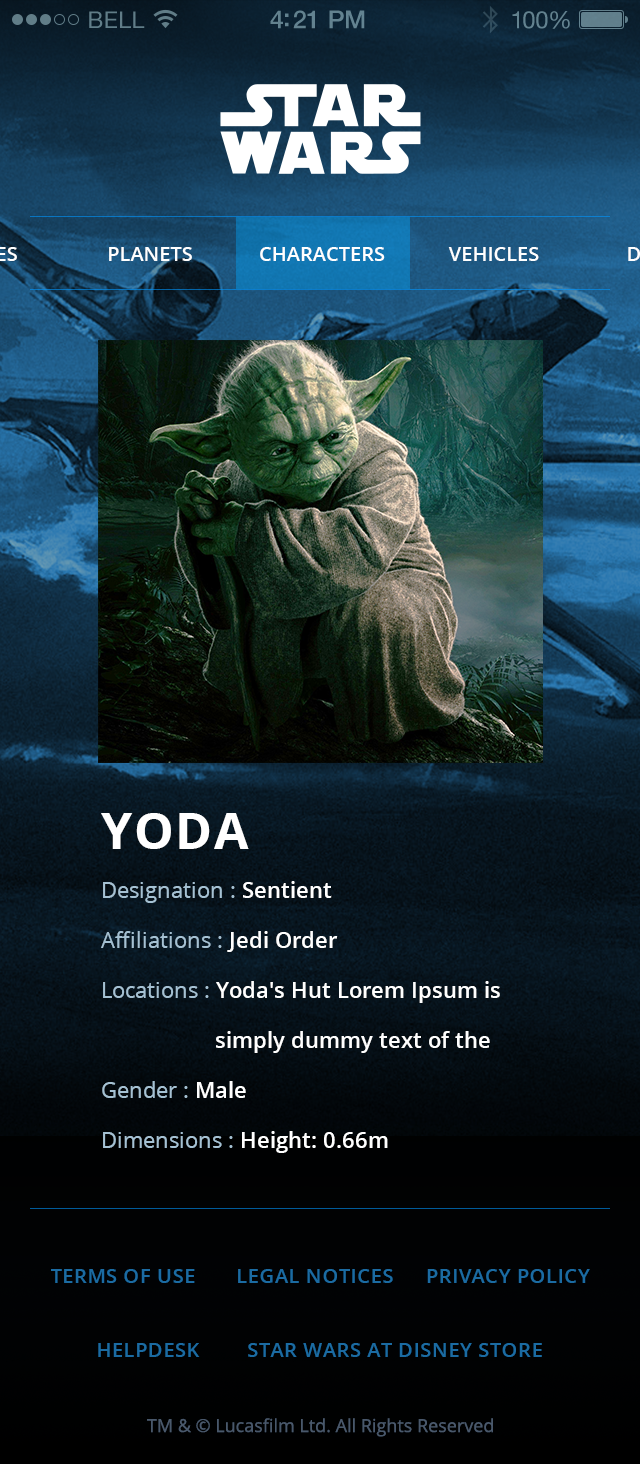 BELL 4:21 PM 100%
STAR
WARS
ES PLANETS CHARACTERS VEHICLES D
YODA
Designation : Sentient
Affiliations : Jedi Order
Locations : Yoda's Hut Lorem Ipsum is
simply dummy text of the
Gender : Male
Dimensions : Height: 0.66m
TERMS OF USE LEGAL NOTICES PRIVACY POLICY
HELPDESK STAR WARS AT DISNEY STORE
TM & © Lucasfilm Ltd. All Rights Reserved